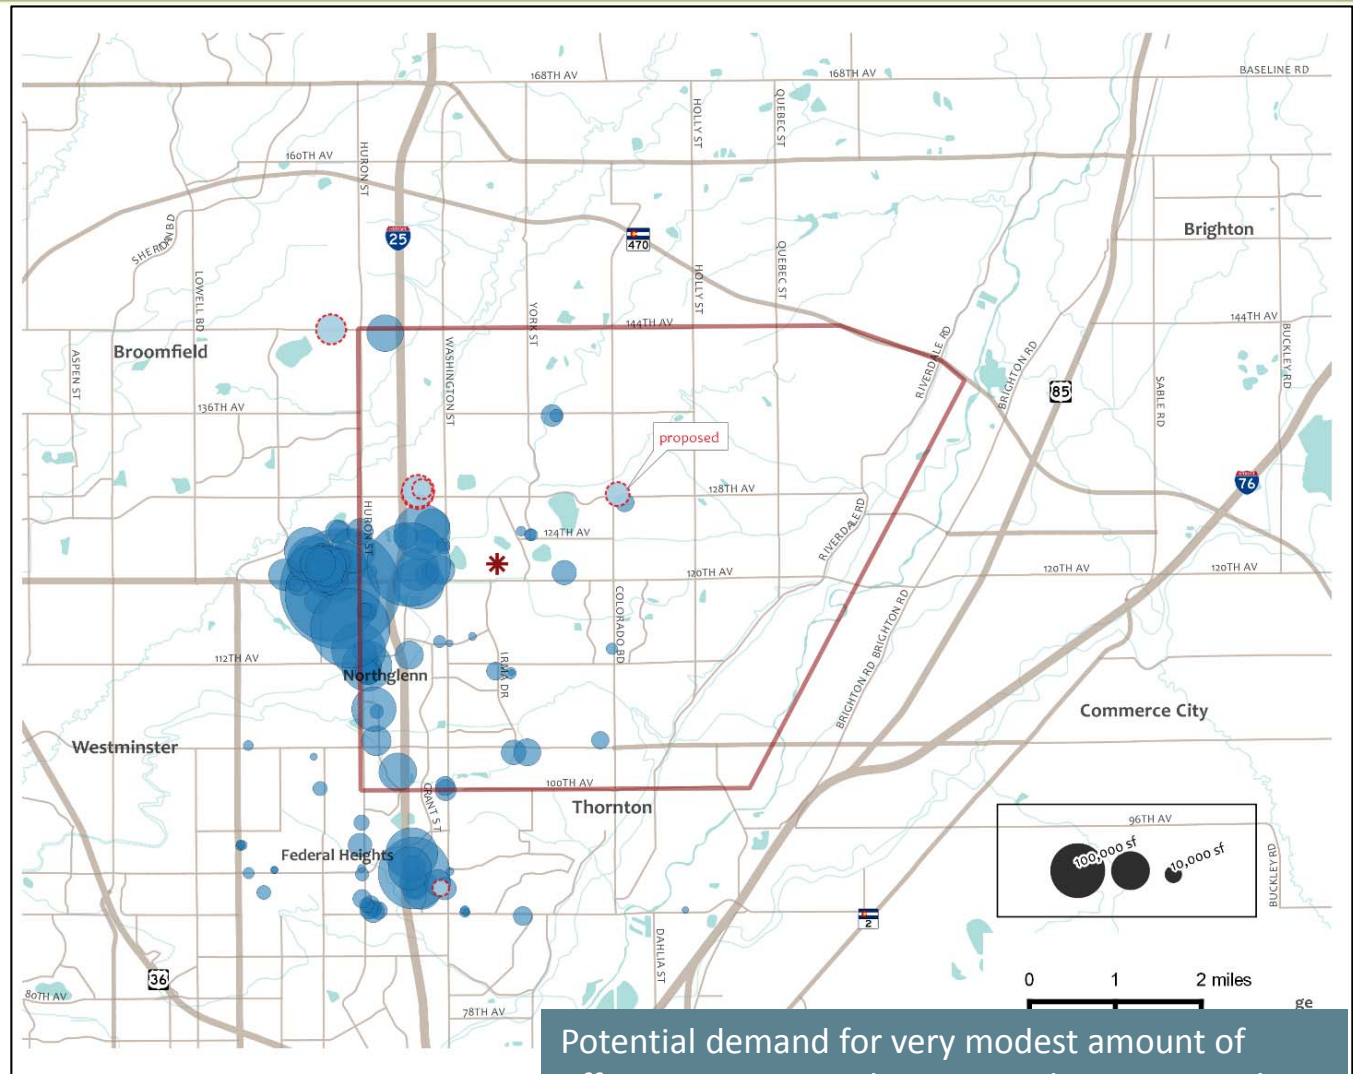 168TH AV
168TH AV
BASELINE RD
HOLLY ST
QUEBEC ST
160TH AV
HURON ST
SHERIDAN BD
25
470
Brighton
LOWELL BD
HOLLY ST
QUEBEC ST
YORK ST
144TH AV
144TH AV
Broomfield
ASPEN ST
WASHINGTON ST
RIVERDALE RD
BRIGHTON RD
85
SABLE RD
BUCKLEY RD
136TH AV
proposed
128TH AV
76
HURON ST
124TH AV
RIVERDALE RD
120TH AV
120TH AV
120TH AV
COLORADO BD
BRIGHTON RD
BRIGHTON RD
112TH AV
Northglenn
IRMA DR
Westminster
Commerce City
100TH AV
GRANT ST
Thornton
96TH AV
Federal Heights
100,000 sf
10,000 sf
BUCKLEY RD
2
DAHLIA ST
36
80TH AV
78TH AV
0 1 2 miles
ge
Potential demand for very modest amount of